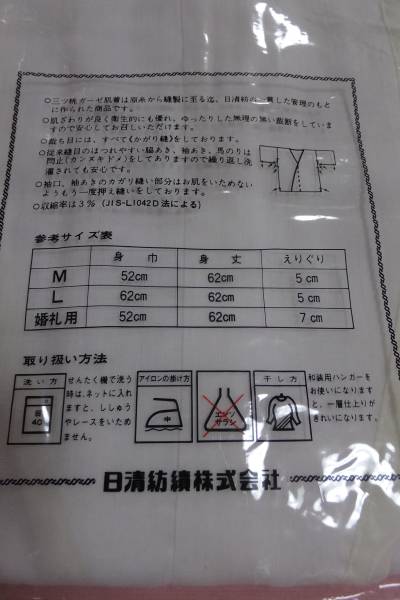 ○三ツ桃ガーゼ肌着は原糸から縫製に至る迄、日清紡の一貫した管理のもと
に作られた商品です。
○肌ざわりが良く衛生的にも優れ、ゆったりした無理の無い裁断をしていま
すので安心してお召しいただけます。
○裁ち目には、すべて(かがり縫)をしております。
○従来縫目のはつれやすい脇あき、袖あき、馬のりは
閂止(カンヌキドメ)をしてありますので繰り返し洗
濯されても安心です。
○袖口、袖あきのカガリ縫い部分はお肌をいためない
ようもう一度押え縫いをしております。
○収縮率は3％(JIS-L1042D法による)
参考サイズ表
身巾 身丈 えりぐり
M 52cm 62cm 5cm
L 62cm 62cm 5cm
婚礼用 52cm 62cm 7cm
取り扱い方法
洗い方
40
せんたく機で洗う
時は、ネットに入れ
ますと、ししゅう
やレースをいため
ません。
アイロンの掛け方
中
エンソ
サラシ
干し方
和装用ハンガーを
お使いになります
と、一層仕上りが
きれいになります。
日清紡績株式会社